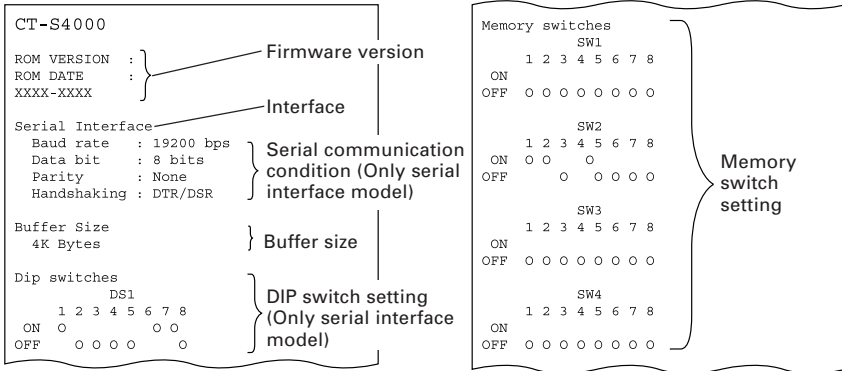 CT-S4000
ROM VERSION :
ROM DATE :
XXXX-XXXX
Firmware version
Serial Interface
Interface
Baud rate : 19200 bps
Data bit : 8 bits
Parity : None
Handshaking : DTR/DSR
Serial communication
condition (Only serial
interface model)
Buffer Size
4K Bytes
Buffer size
Dip switches
DS1
1 2 3 4 5 6 7 8
ON O O O
OFF O O O O O
DIP switch setting
(Only serial interface
model)
Memory switches
SW1
1 2 3 4 5 6 7 8
ON
OFF O O O O O O O O
SW2
1 2 3 4 5 6 7 8
ON O O O
OFF O O O O O
SW3
1 2 3 4 5 6 7 8
ON
OFF O O O O O O O O
SW4
1 2 3 4 5 6 7 8
ON
OFF O O O O O O O O
Memory
switch
setting